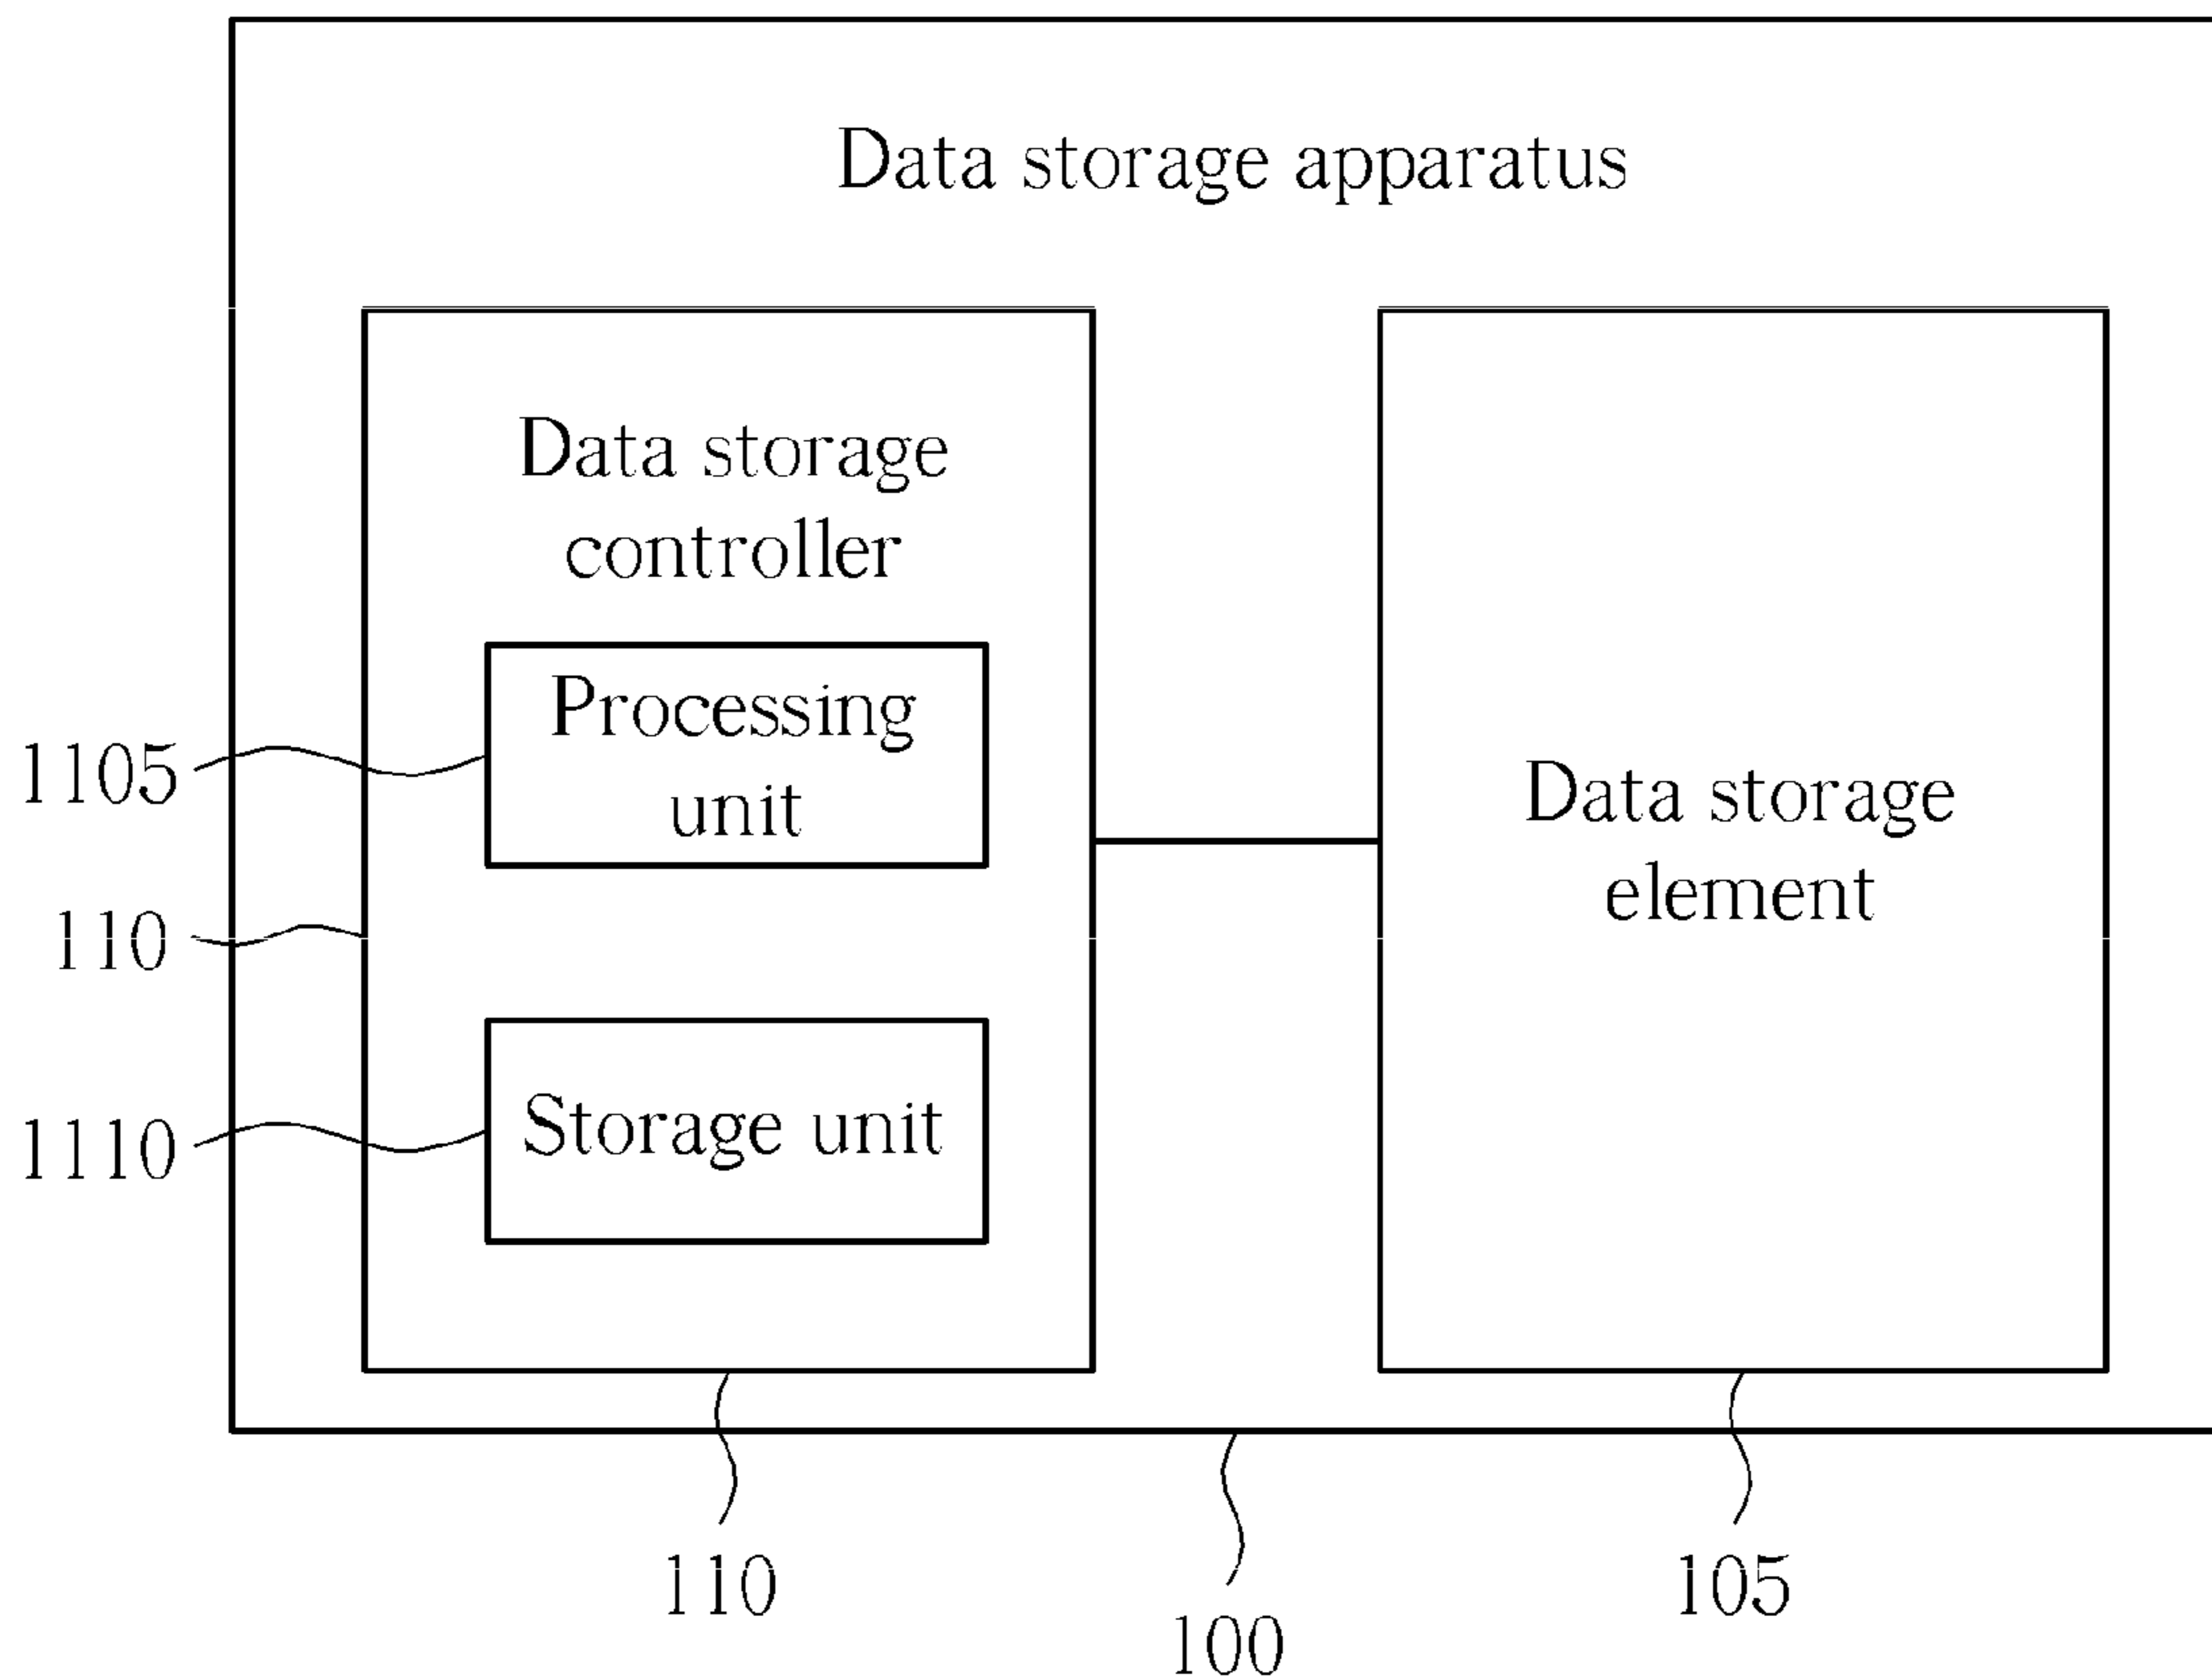 Data storage apparatus
Data storage
controller
Processing
unit
1105
110
Storage unit
1110
Data storage
element
110
100
105